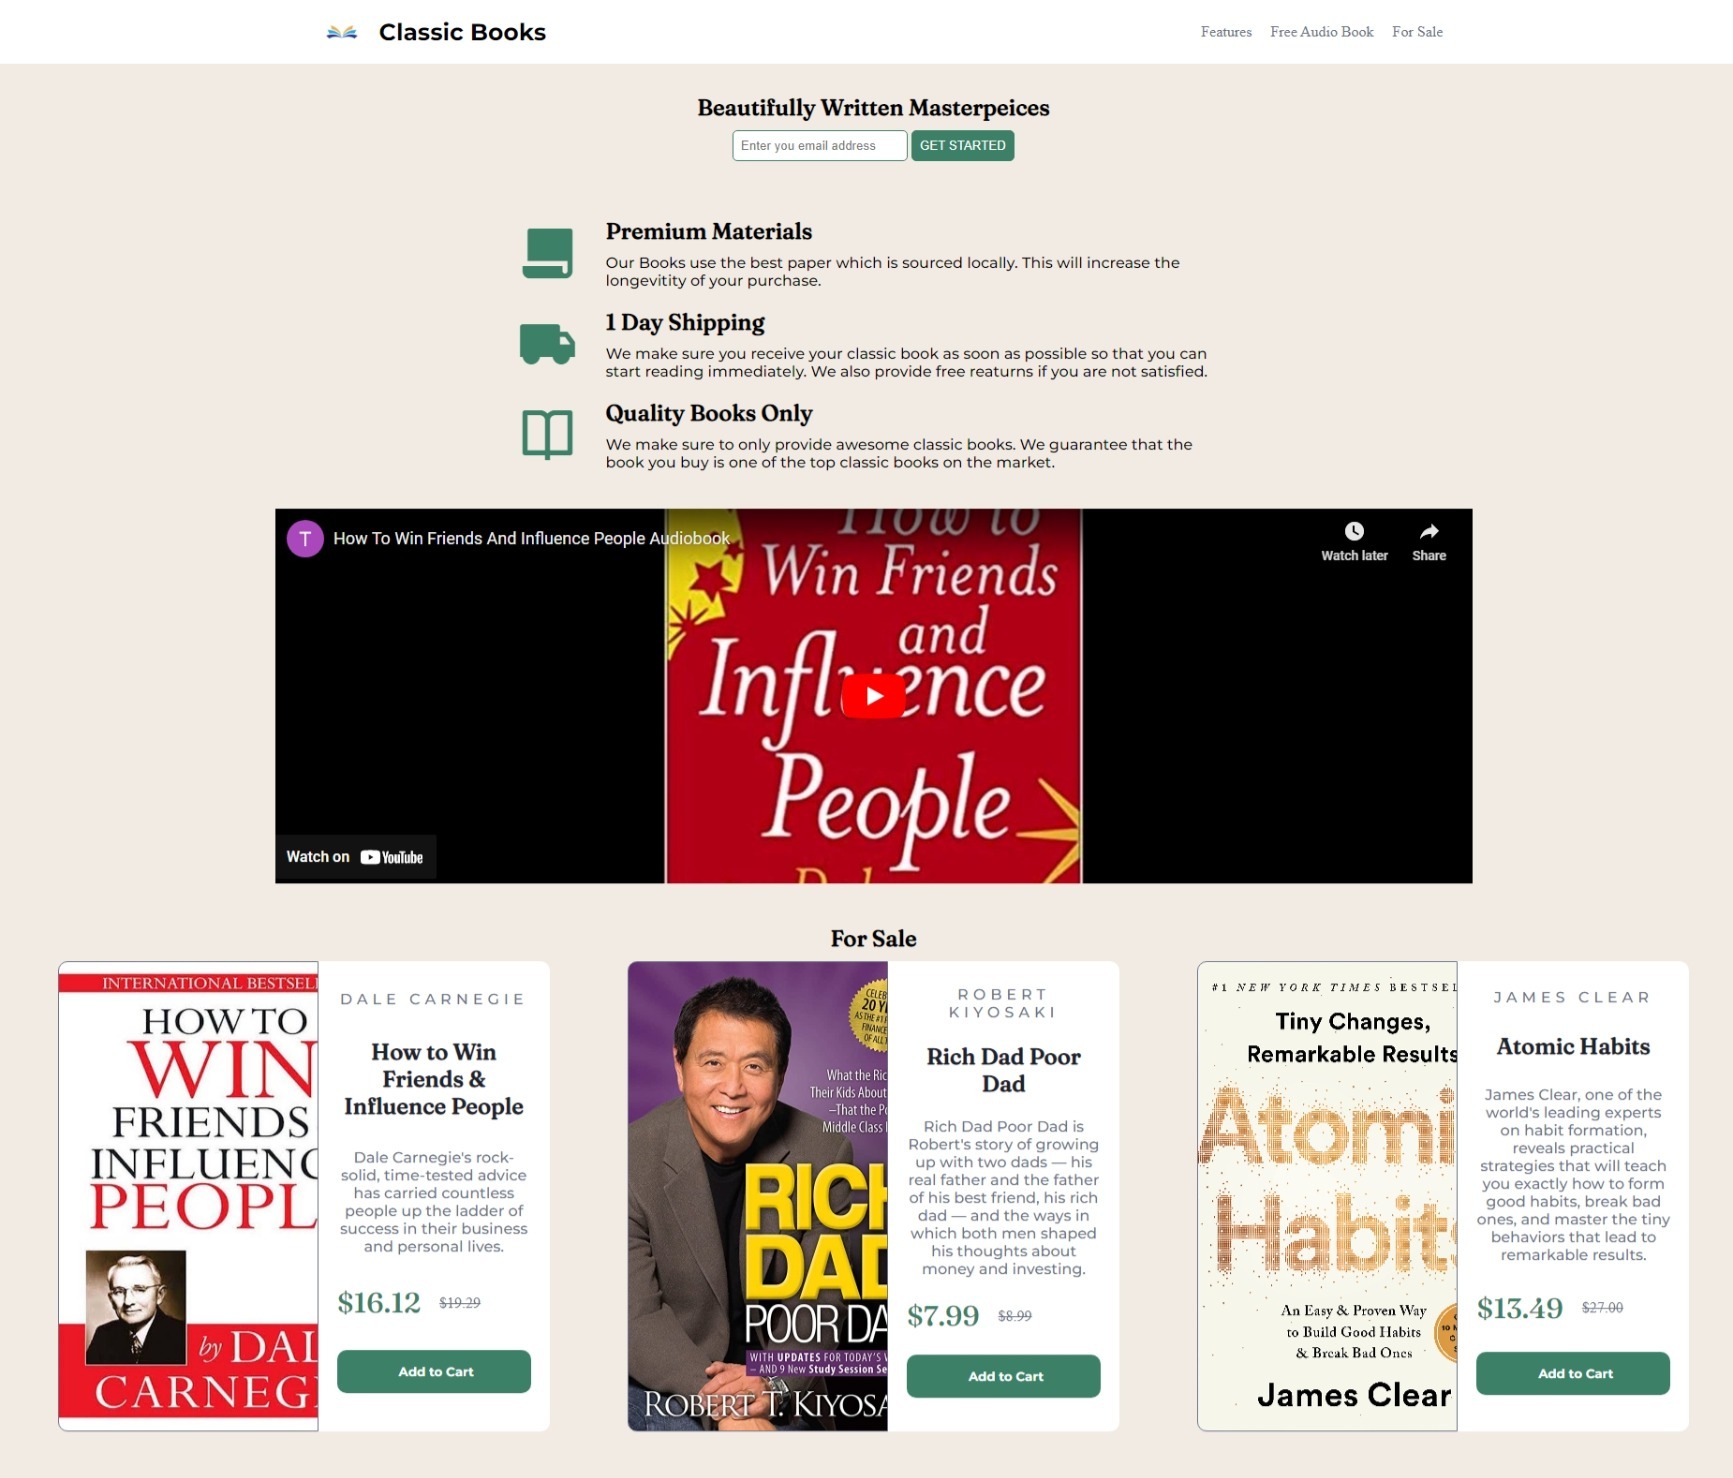 Classic Books
Features Free Audio Book For Sale
Beautifully Written Masterpeices
Enter you email address GET STARTED
Premium Materials
Our Books use the best paper which is sourced locally. This will increase the
longevitity of your purchase.
1 Day Shipping
We make sure you receive your classic book as soon as possible so that you can
start reading immediately. We also provide free reaturns if you are not satisfied.
Quality Books Only
We make sure to only provide awesome classic books. We guarantee that the
book you buy is one of the top classic books on the market.
T How To Win Friends And Influence People Audiobook
Watch later Share
How to
Win Friends
and
Influence
People
Watch on YouTube
For Sale
INTERNATIONAL BESTSEL
HOW TO
WIN
FRIENDS
INFLUENC
PEOPL
by DAL
CARNEG
DALE CARNEGIE
How to Win
Friends &
Influence People
Dale Carnegie's rock-
solid, time-tested advice
has carried countless
people up the ladder of
success in their business
and personal lives.
$16.12 $19.29
Add to Cart
CELEB
20 Y
AS THE #1
FINANCE
OF ALL
What the Ric
Their Kids About
–That the Po
Middle Class
RICH
DAD
POOR DA
WITH UPDATES FOR TODAY'S
– AND 9 New Study Session Se
ROBERT T. KIYOSA
ROBERT
KIYOSAKI
Rich Dad Poor
Dad
Rich Dad Poor Dad is
Robert's story of growing
up with two dads — his
real father and the father
of his best friend, his rich
dad — and the ways in
which both men shaped
his thoughts about
money and investing.
$7.99 $8.99
Add to Cart
#1 NEW YORK TIMES BESTSEL
Tiny Changes,
Remarkable Results
Atomi
Habits
An Easy & Proven Way
to Build Good Habits
& Break Bad Ones
James Clear
JAMES CLEAR
Atomic Habits
James Clear, one of the
world's leading experts
on habit formation,
reveals practical
strategies that will teach
you exactly how to form
good habits, break bad
ones, and master the tiny
behaviors that lead to
remarkable results.
$13.49 $27.00
Add to Cart